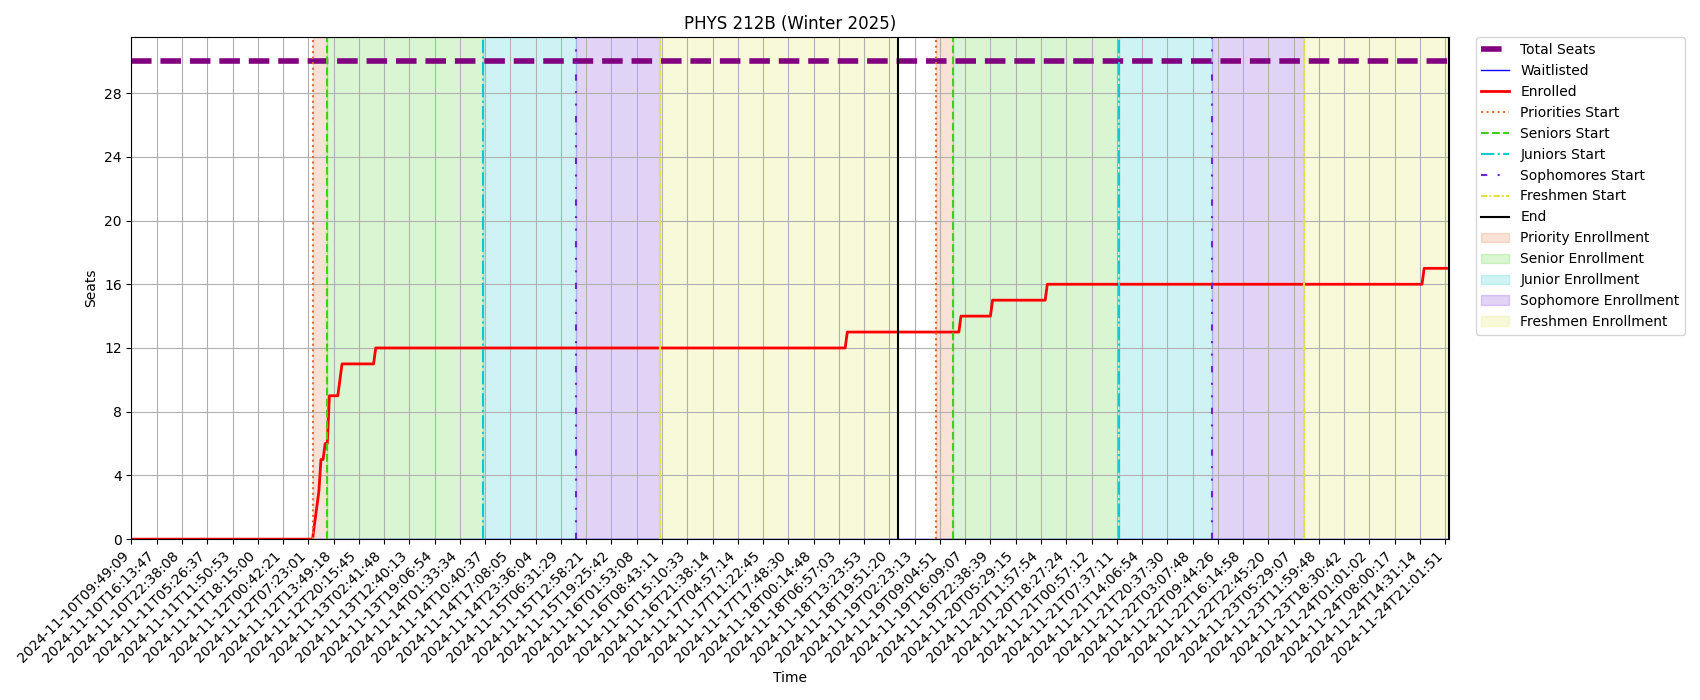 PHYS 212B (Winter 2025)
Seats
28
24
20
16
12
8
4
0
2024-11-10T09:49:09
2024-11-10T16:13:47
2024-11-10T22:38:08
2024-11-11T05:26:37
2024-11-11T11:50:53
2024-11-11T18:15:00
2024-11-12T00:42:21
2024-11-12T07:23:01
2024-11-12T13:49:18
2024-11-12T20:15:45
2024-11-13T02:41:48
2024-11-13T12:40:13
2024-11-13T19:06:54
2024-11-14T01:33:34
2024-11-14T10:40:37
2024-11-14T17:08:05
2024-11-14T23:36:04
2024-11-15T06:31:29
2024-11-15T12:58:21
2024-11-15T19:25:42
2024-11-16T01:53:08
2024-11-16T08:43:11
2024-11-16T15:10:33
2024-11-16T21:38:14
2024-11-17T04:57:14
2024-11-17T11:22:45
2024-11-17T17:48:30
2024-11-18T00:14:48
2024-11-18T06:57:03
2024-11-18T13:23:53
2024-11-18T19:51:20
2024-11-19T02:23:13
2024-11-19T09:04:51
2024-11-19T16:09:07
2024-11-19T22:38:39
2024-11-20T05:29:15
2024-11-20T11:57:54
2024-11-20T18:27:24
2024-11-21T00:57:12
2024-11-21T07:37:11
2024-11-21T14:06:54
2024-11-21T20:37:30
2024-11-22T03:07:48
2024-11-22T09:44:26
2024-11-22T16:14:58
2024-11-22T22:45:20
2024-11-23T05:29:07
2024-11-23T11:59:48
2024-11-23T18:30:42
2024-11-24T01:01:02
2024-11-24T08:00:17
2024-11-24T14:31:14
2024-11-24T21:01:51
Time
Total Seats
Waitlisted
Enrolled
Priorities Start
Seniors Start
Juniors Start
Sophomores Start
Freshmen Start
End
Priority Enrollment
Senior Enrollment
Junior Enrollment
Sophomore Enrollment
Freshmen Enrollment